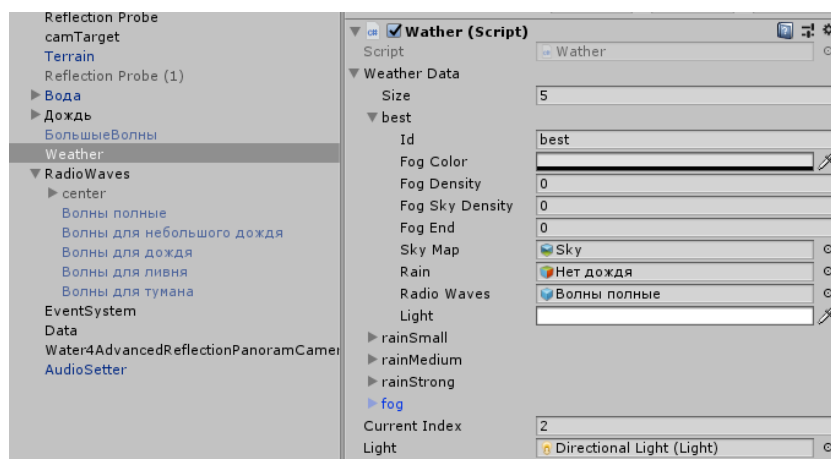 Reflection Probe
camTarget
Terrain
Reflection Probe (1)
Вода
Дождь
БольшыеВолны
Weather
RadioWaves
center
Волны полные
Волны для небольшого дождя
Волны для дождя
Волны для ливня
Волны для тумана
EventSystem
Data
Water4AdvancedReflectionPanoramCamer
AudioSetter
Wather (Script)
Script Wather
Weather Data
Size 5
best
Id best
Fog Color
Fog Density 0
Fog Sky Density 0
Fog End 0
Sky Map Sky
Rain Нет дождя
Radio Waves Волны полные
Light
rainSmall
rainMedium
rainStrong
fog
Current Index 2
Light Directional Light (Light)